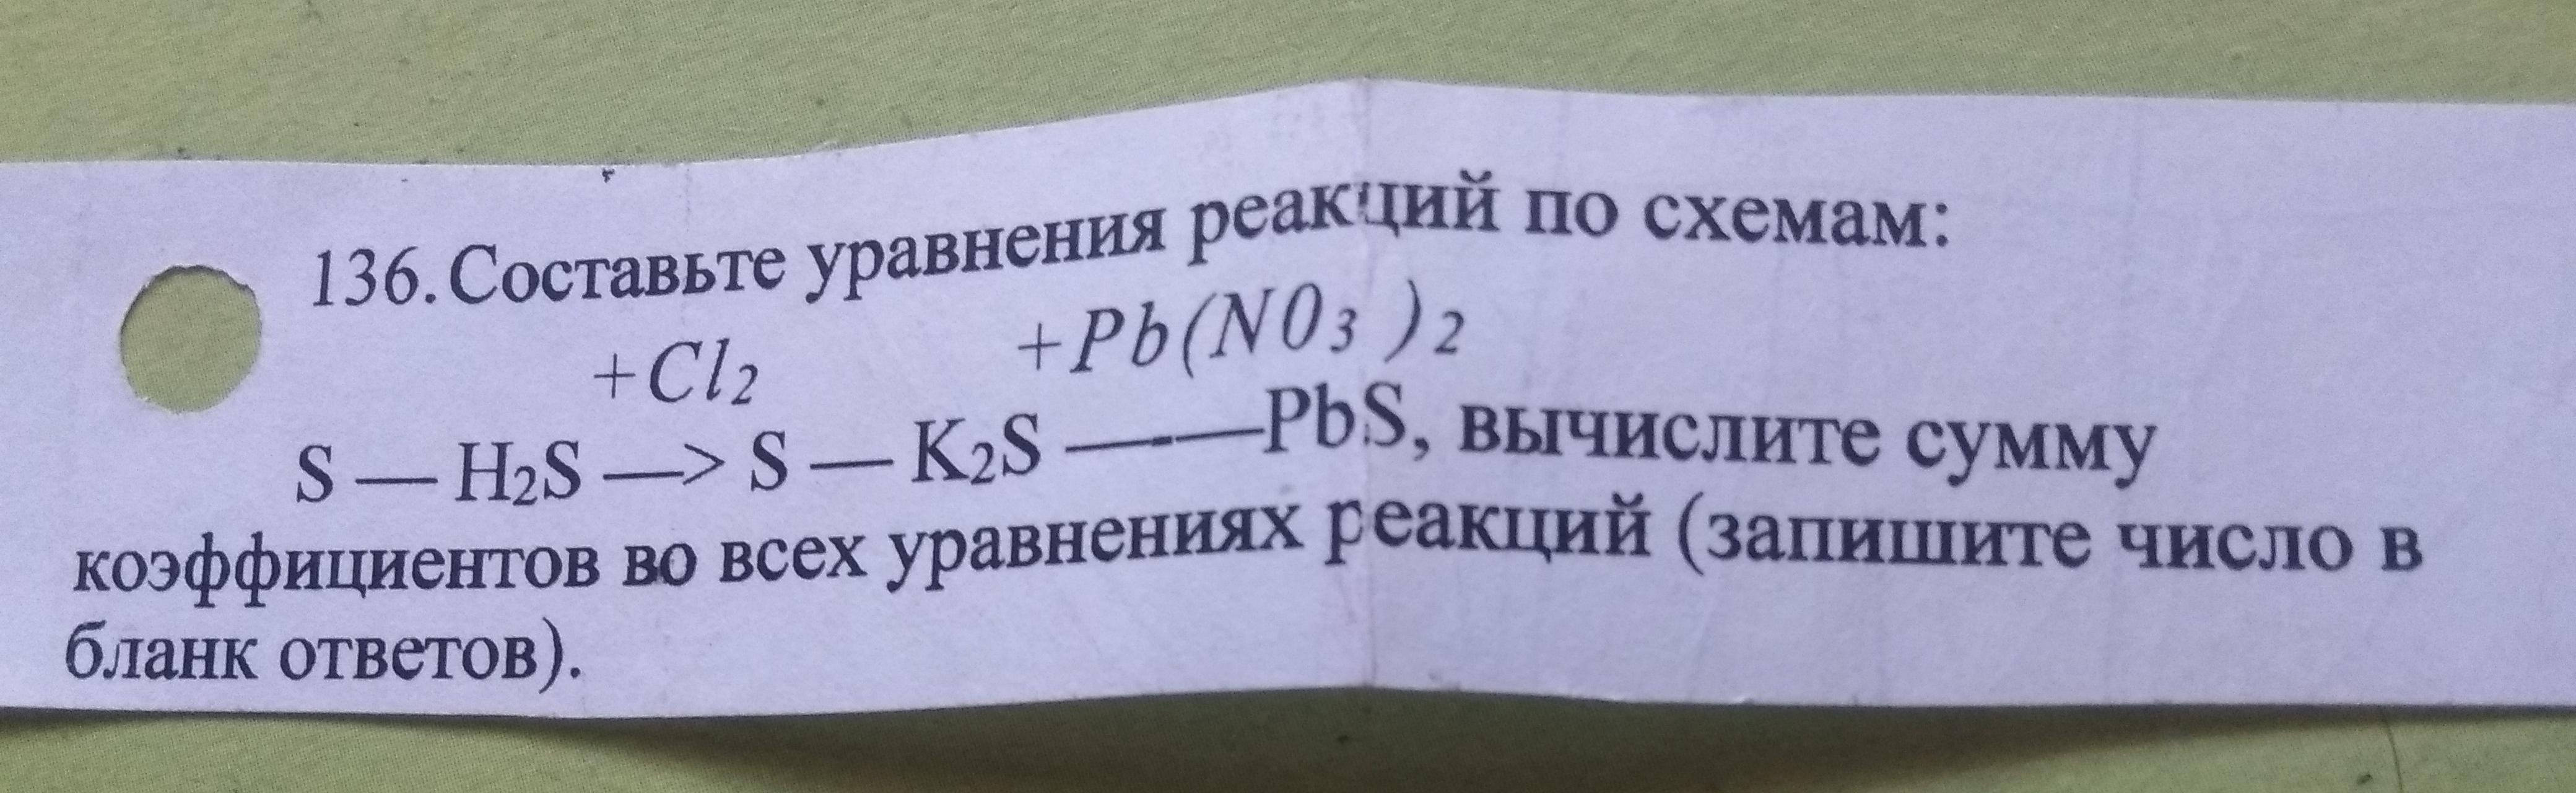 136. Составьте уравнения реакций по схемам:
+Cl₂ +Pb(NO₃)₂
S — H₂S —> S — K₂S —-—PbS, вычислите сумму
коэффициентов во всех уравнениях реакций (запишите число в
бланк ответов).